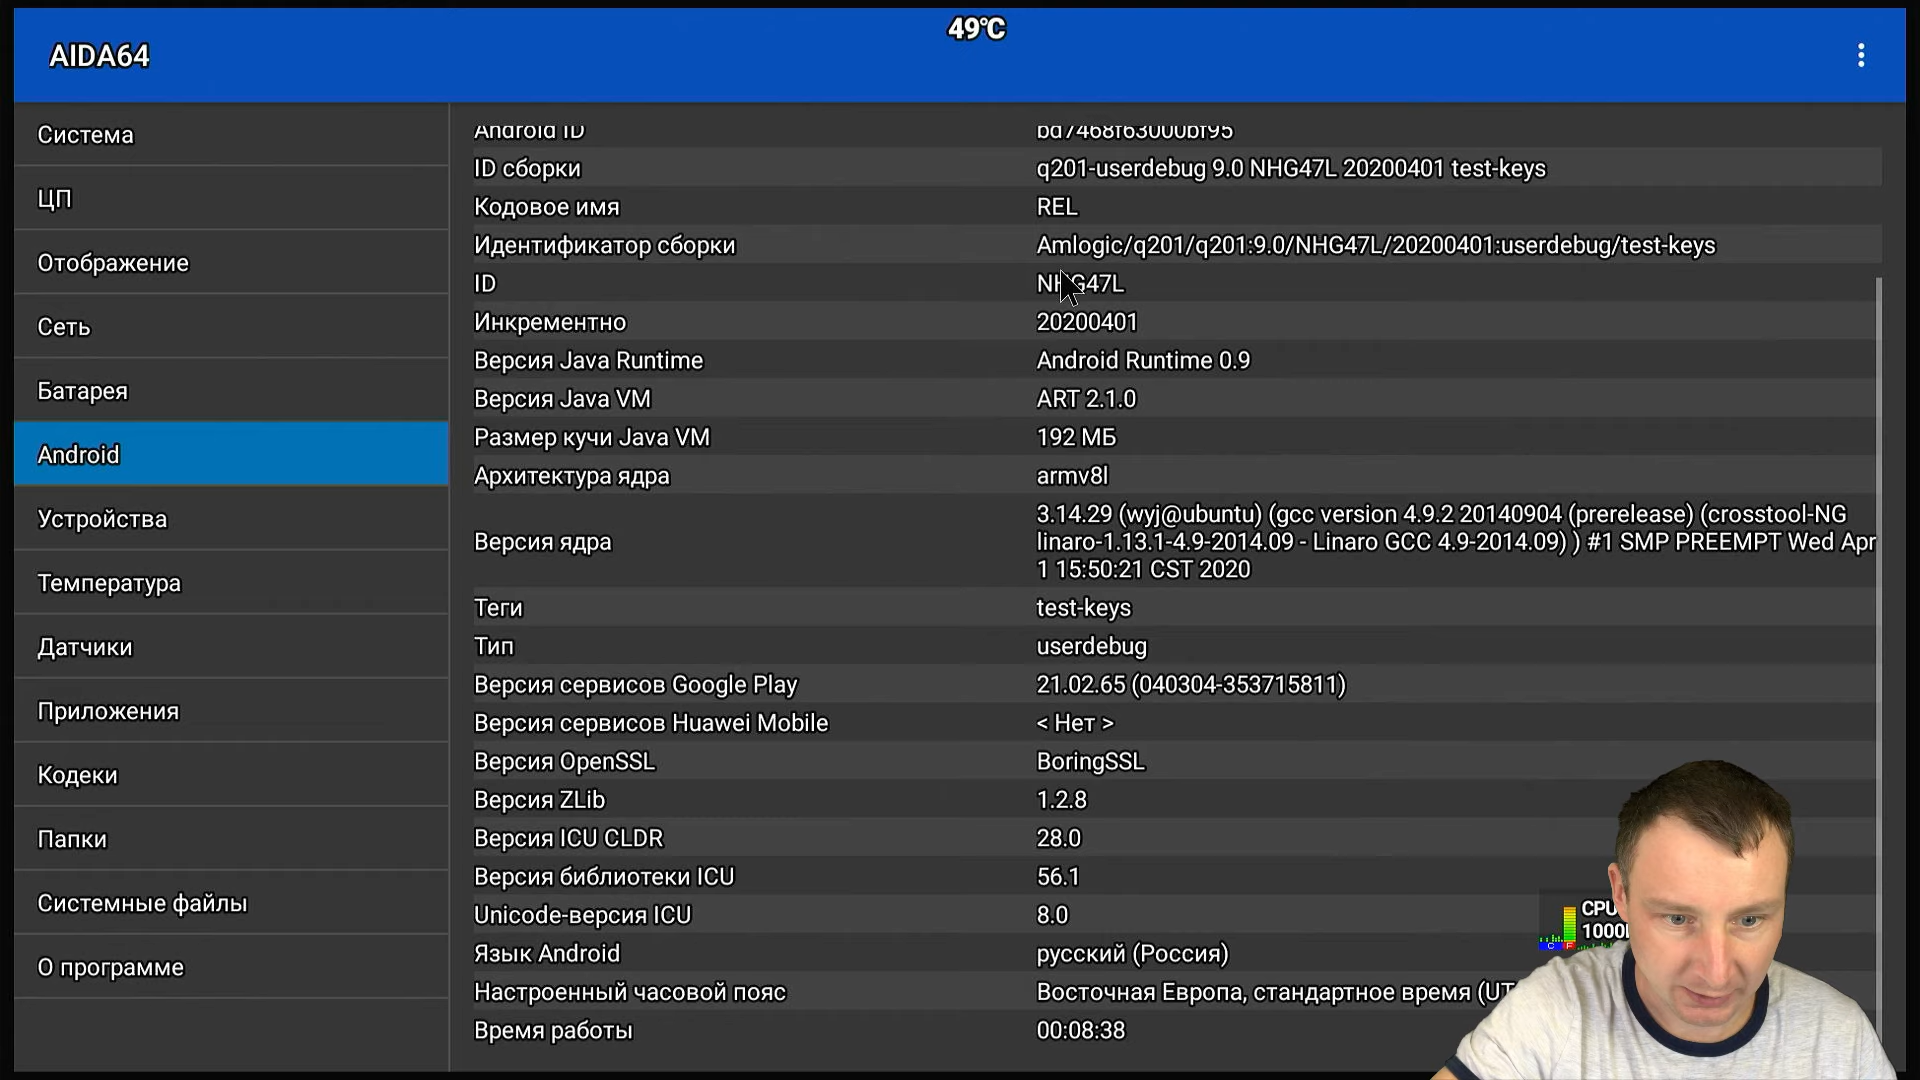 49°C
AIDA64
Система
ЦП
Отображение
Сеть
Батарея
Android
Устройства
Температура
Датчики
Приложения
Кодеки
Папки
Системные файлы
О программе
Android ID bd7468f63000bf95
ID сборки q201-userdebug 9.0 NHG47L 20200401 test-keys
Кодовое имя REL
Идентификатор сборки Amlogic/q201/q201:9.0/NHG47L/20200401:userdebug/test-keys
ID NHG47L
Инкрементно 20200401
Версия Java Runtime Android Runtime 0.9
Версия Java VM ART 2.1.0
Размер кучи Java VM 192 МБ
Архитектура ядра armv8l
Версия ядра 3.14.29 (wyj@ubuntu) (gcc version 4.9.2 20140904 (prerelease) (crosstool-NG
linaro-1.13.1-4.9-2014.09 - Linaro GCC 4.9-2014.09) ) #1 SMP PREEMPT Wed Apr
1 15:50:21 CST 2020
Теги test-keys
Тип userdebug
Версия сервисов Google Play 21.02.65 (040304-353715811)
Версия сервисов Huawei Mobile < Нет >
Версия OpenSSL BoringSSL
Версия ZLib 1.2.8
Версия ICU CLDR 28.0
Версия библиотеки ICU 56.1
Unicode-версия ICU 8.0
Язык Android русский (Россия)
Настроенный часовой пояс Восточная Европа, стандартное время
Время работы 00:08:38
CPU